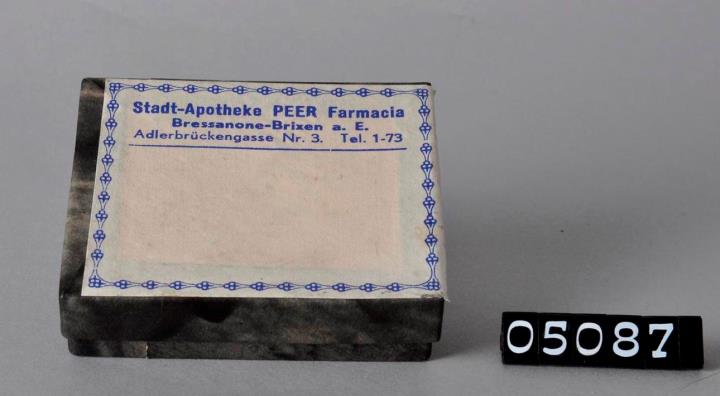 Stadt-Apotheke PEER Farmacia
Bressanone-Brixen a. E.
Adlerbrückengasse Nr. 3. Tel. 1-73
05087